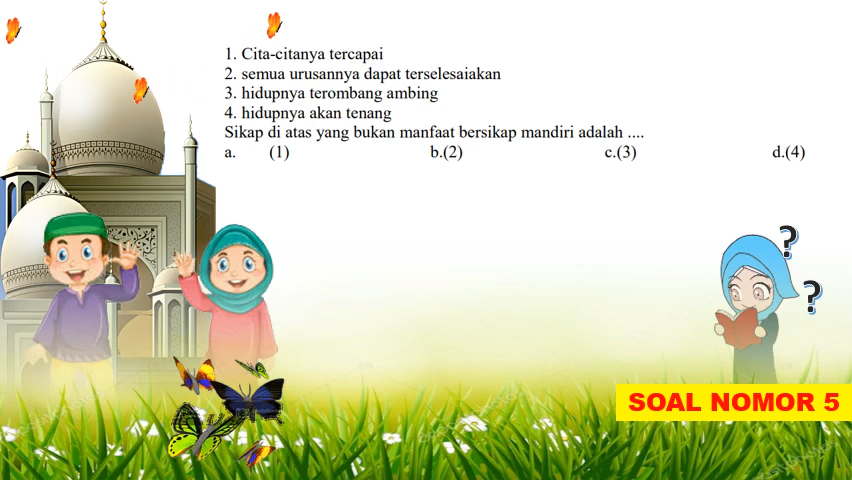 1. Cita-citanya tercapai
2. semua urusannya dapat terselesaiakan
3. hidupnya terombang ambing
4. hidupnya akan tenang
Sikap di atas yang bukan manfaat bersikap mandiri adalah ....
a. (1) b.(2) c.(3) d.(4)
? 
?
SOAL NOMOR 5